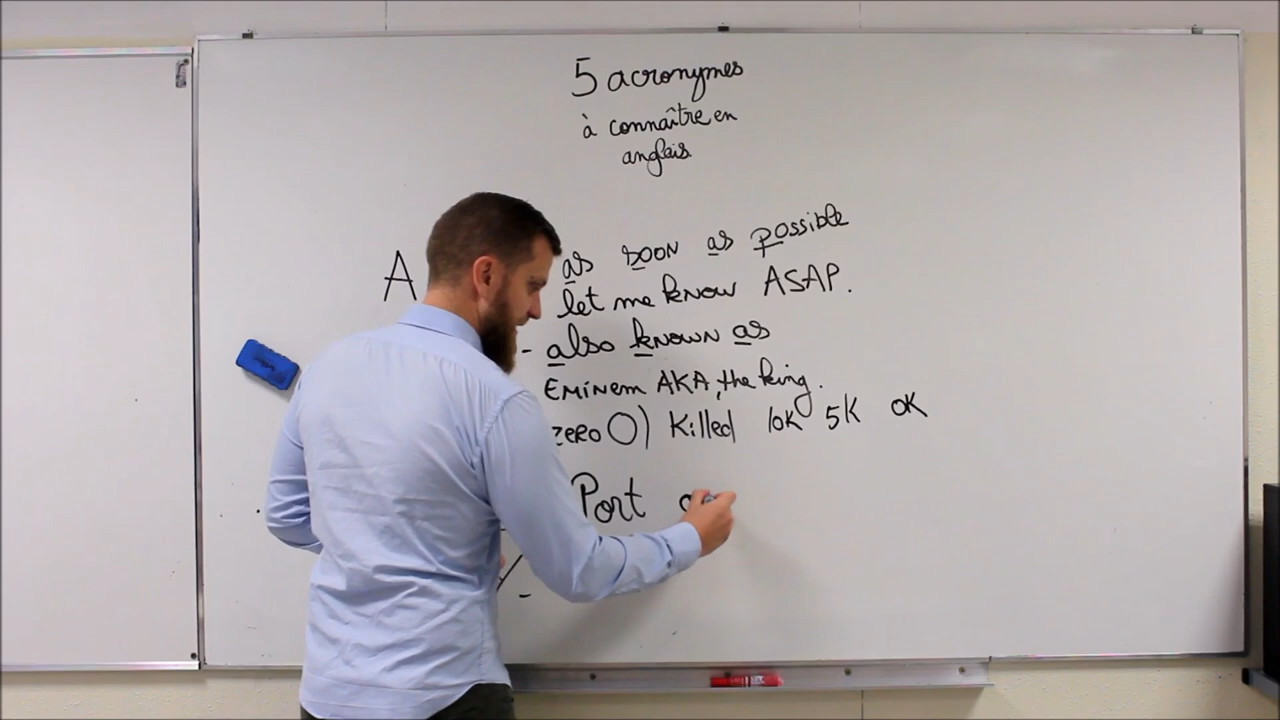 5 acronymes
à connaître en
anglais
A
as soon as possible
let me know ASAP.
- also known as
Eminem AKA, the king.
zero O) Killed 10K 5K OK
Port
-